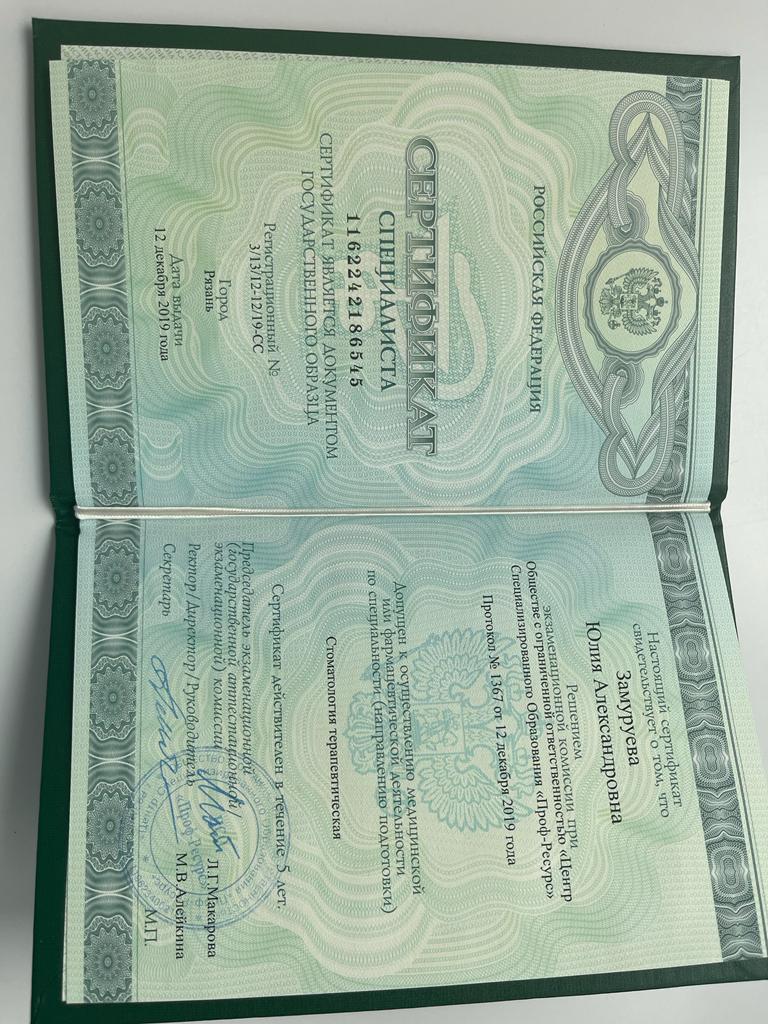 РОССИЙСКАЯ ФЕДЕРАЦИЯ
СЕРТИФИКАТ
СПЕЦИАЛИСТА
1162242186545
СЕРТИФИКАТ ЯВЛЯЕТСЯ ДОКУМЕНТОМ
ГОСУДАРСТВЕННОГО ОБРАЗЦА
Регистрационный №
3/13/12-12/19-СС
Город
Рязань
Дата выдачи
12 декабря 2019 года
Настоящий сертификат
свидетельствует о том, что
Замуруева
Юлия Александровна
Решением
экзаменационной комиссии при
Обществе с ограниченной ответственностью «Центр
Специализированного Образования «Проф-Ресурс»
Протокол № 1367 от 12 декабря 2019 года
Допущен к осуществлению медицинской
или фармацевтической деятельности
по специальности (направлению подготовки)
Стоматология терапевтическая
Сертификат действителен в течение 5 лет.
Председатель экзаменационной
(государственной аттестационной/
экзаменационной) комиссии
Л.Г.Макарова
Ректор/Директор/Руководитель
М.В.Алейкина
Секретарь
М.П.